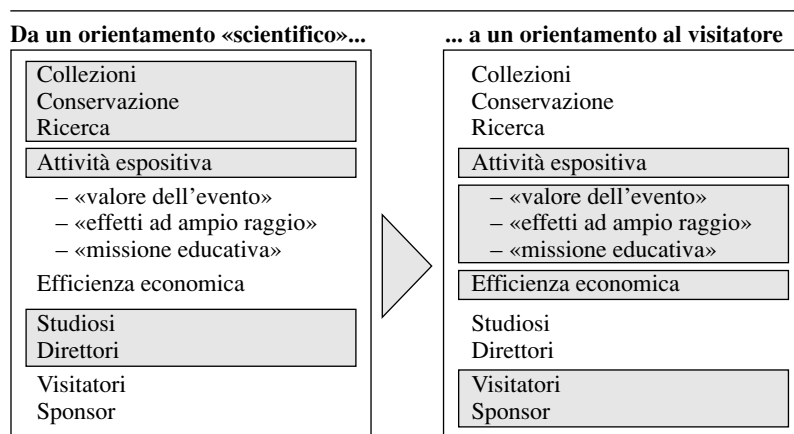 Da un orientamento «scientifico»...
Collezioni
Conservazione
Ricerca
Attività espositiva
– «valore dell'evento»
– «effetti ad ampio raggio»
– «missione educativa»
Efficienza economica
Studiosi
Direttori
Visitatori
Sponsor
... a un orientamento al visitatore
Collezioni
Conservazione
Ricerca
Attività espositiva
– «valore dell'evento»
– «effetti ad ampio raggio»
– «missione educativa»
Efficienza economica
Studiosi
Direttori
Visitatori
Sponsor